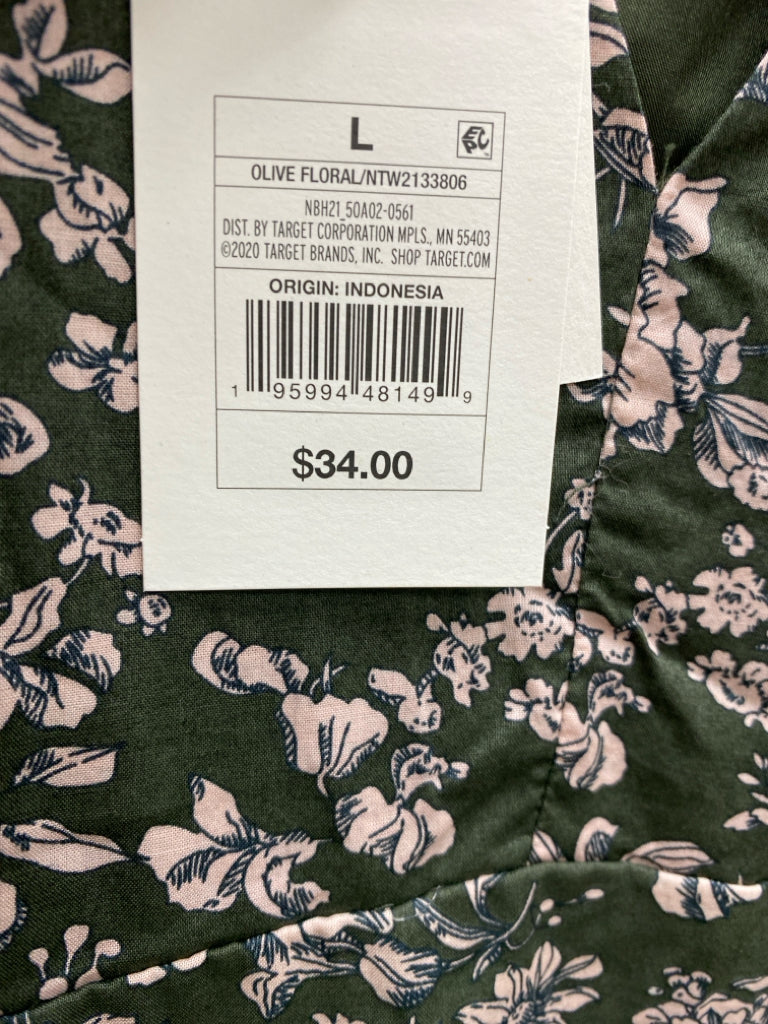 L
EPC
OLIVE FLORAL/NTW2133806
NBH21_50A02-0561
DIST. BY TARGET CORPORATION MPLS., MN 55403
©2020 TARGET BRANDS, INC. SHOP TARGET.COM
ORIGIN: INDONESIA
1 95994 48149 9
$34.00